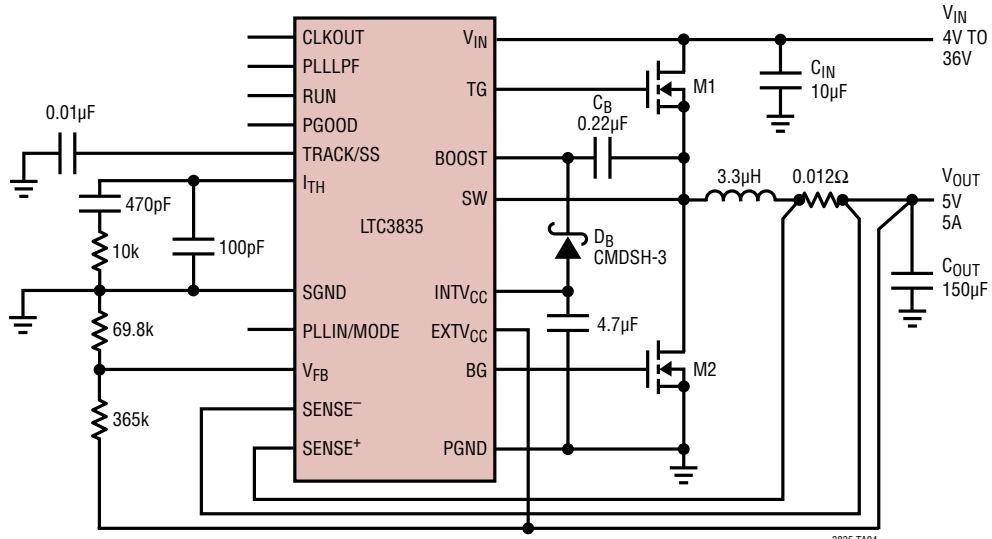 CLKOUT
PLLLPF
RUN
PGOOD
TRACK/SS
I_TH
SGND
PLLIN/MODE
V_FB
SENSE⁻
SENSE⁺
LTC3835
V_IN
TG
BOOST
SW
INTV_CC
EXTV_CC
BG
PGND
0.01µF
470pF
10k
100pF
69.8k
365k
C_B
0.22µF
D_B
CMDSH-3
4.7µF
M1
M2
C_IN
10µF
V_IN
4V TO
36V
3.3µH
0.012Ω
V_OUT
5V
5A
C_OUT
150µF